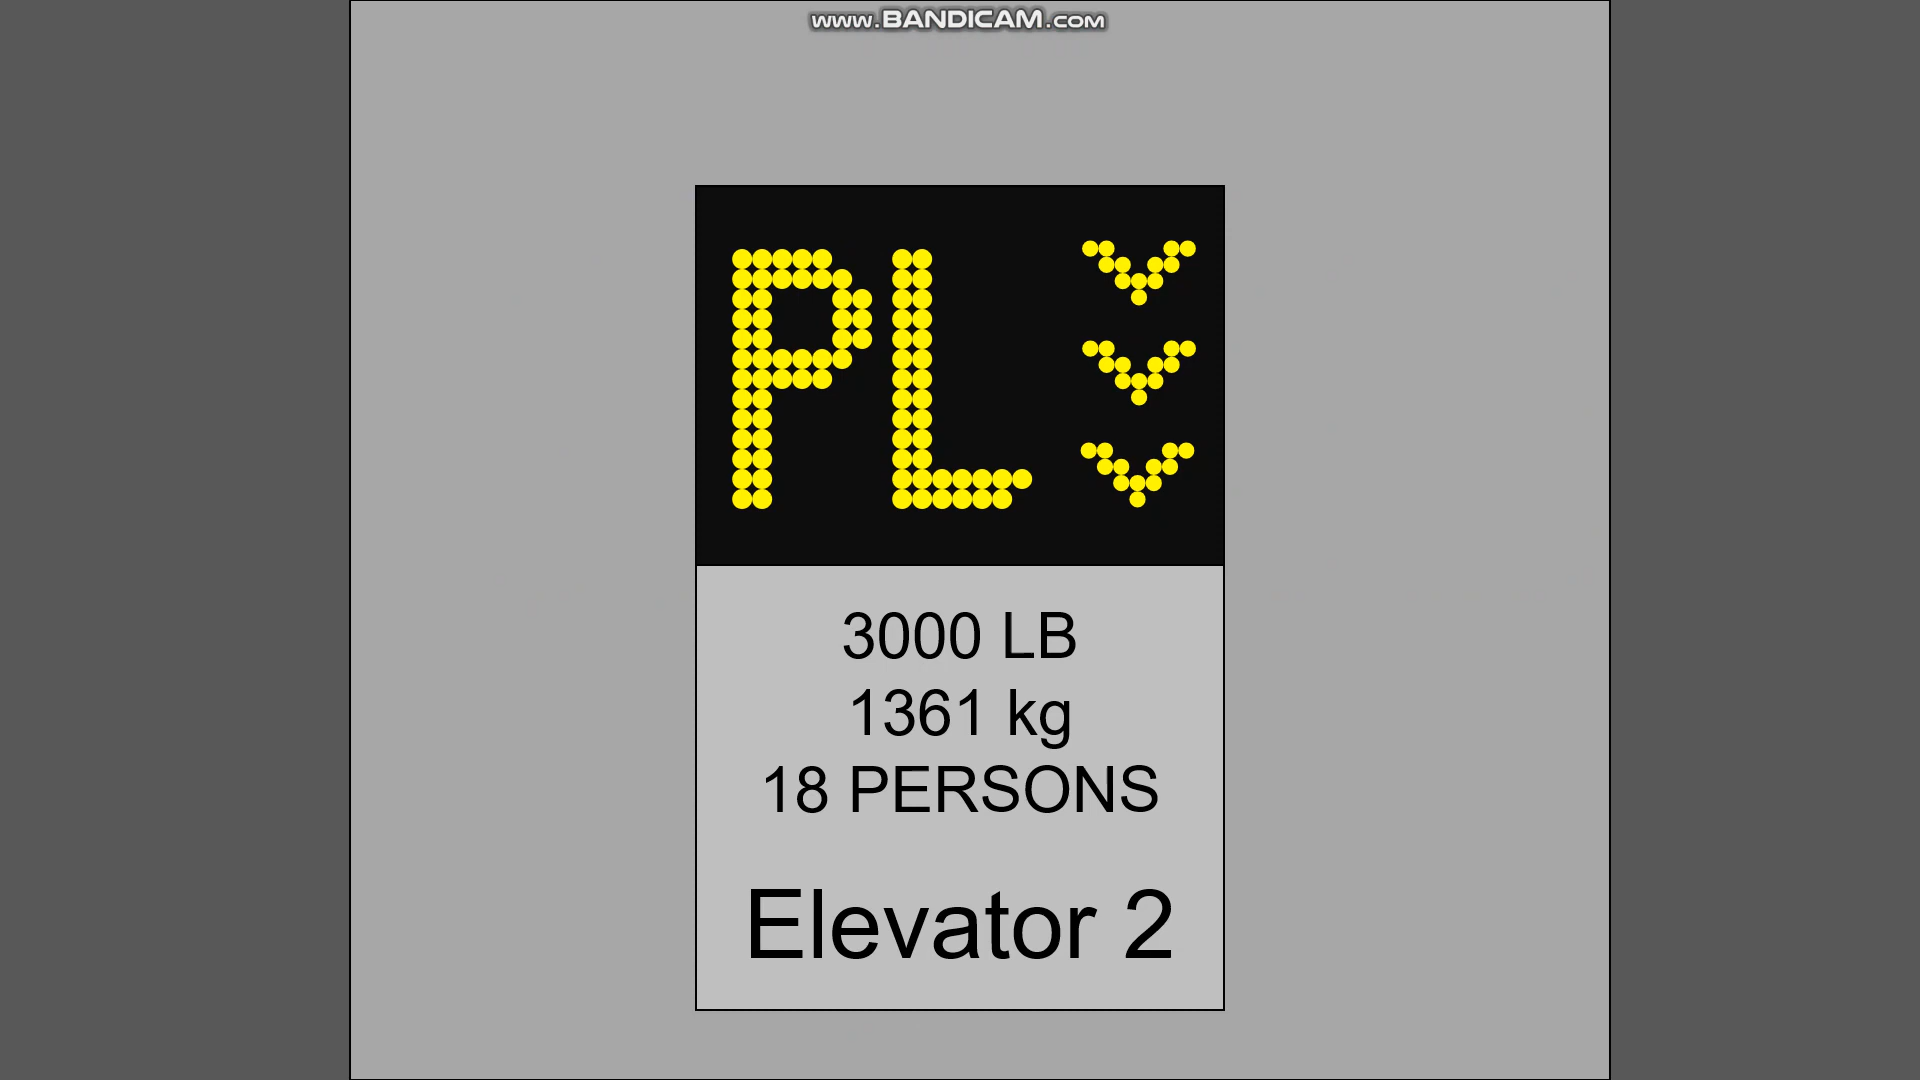 www.BANDICAM.com
PL
3000 LB
1361 kg
18 PERSONS
Elevator 2